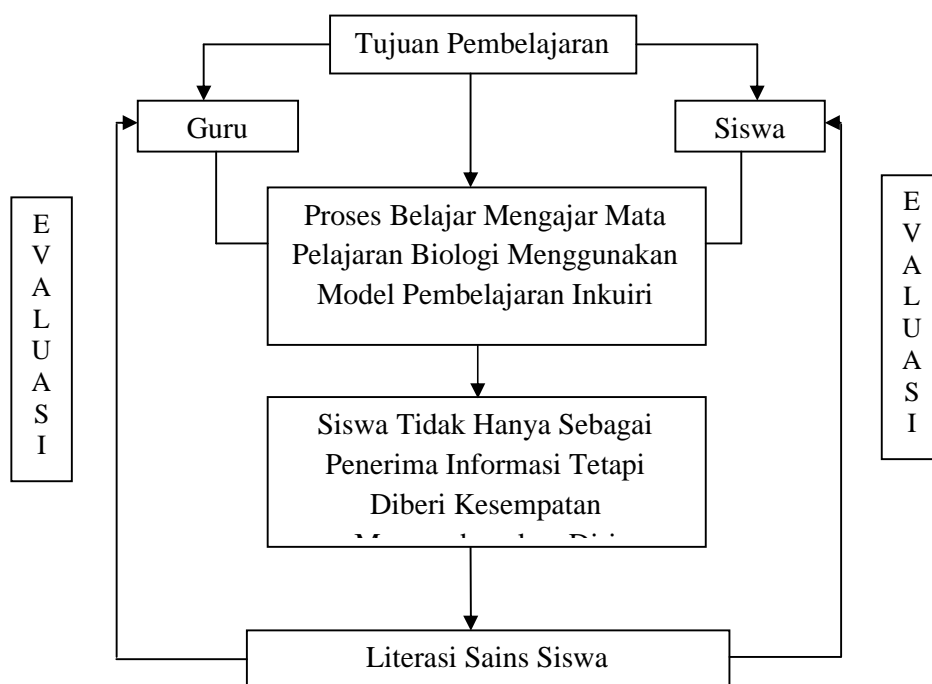 Tujuan Pembelajaran
Guru
Siswa
E
V
A
L
U
A
S
I
Proses Belajar Mengajar Mata
Pelajaran Biologi Menggunakan
Model Pembelajaran Inkuiri
E
V
A
L
U
A
S
I
Siswa Tidak Hanya Sebagai
Penerima Informasi Tetapi
Diberi Kesempatan
Literasi Sains Siswa